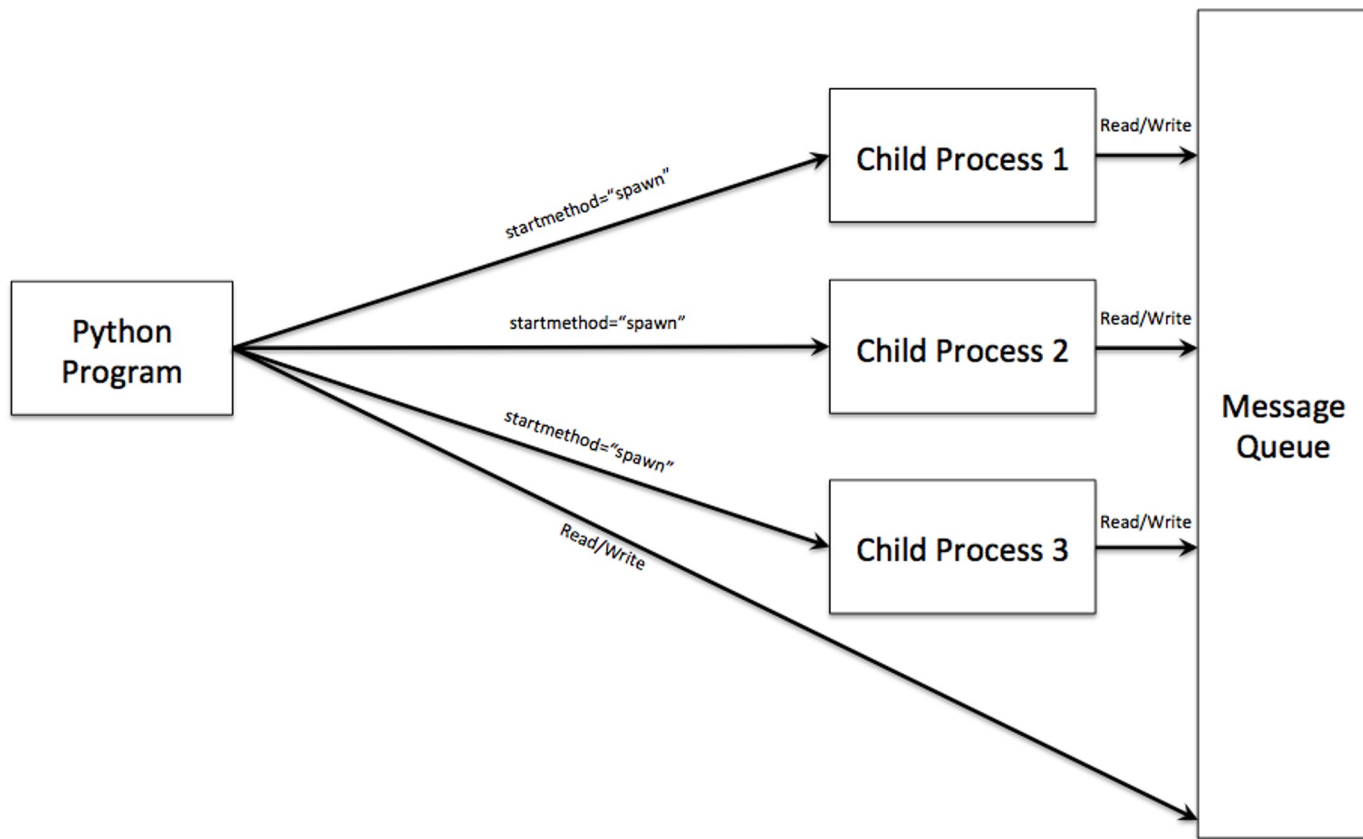 Python
Program
startmethod=“spawn”
startmethod=“spawn”
startmethod=“spawn”
Read/Write
Child Process 1
Child Process 2
Child Process 3
Read/Write
Read/Write
Read/Write
Message
Queue